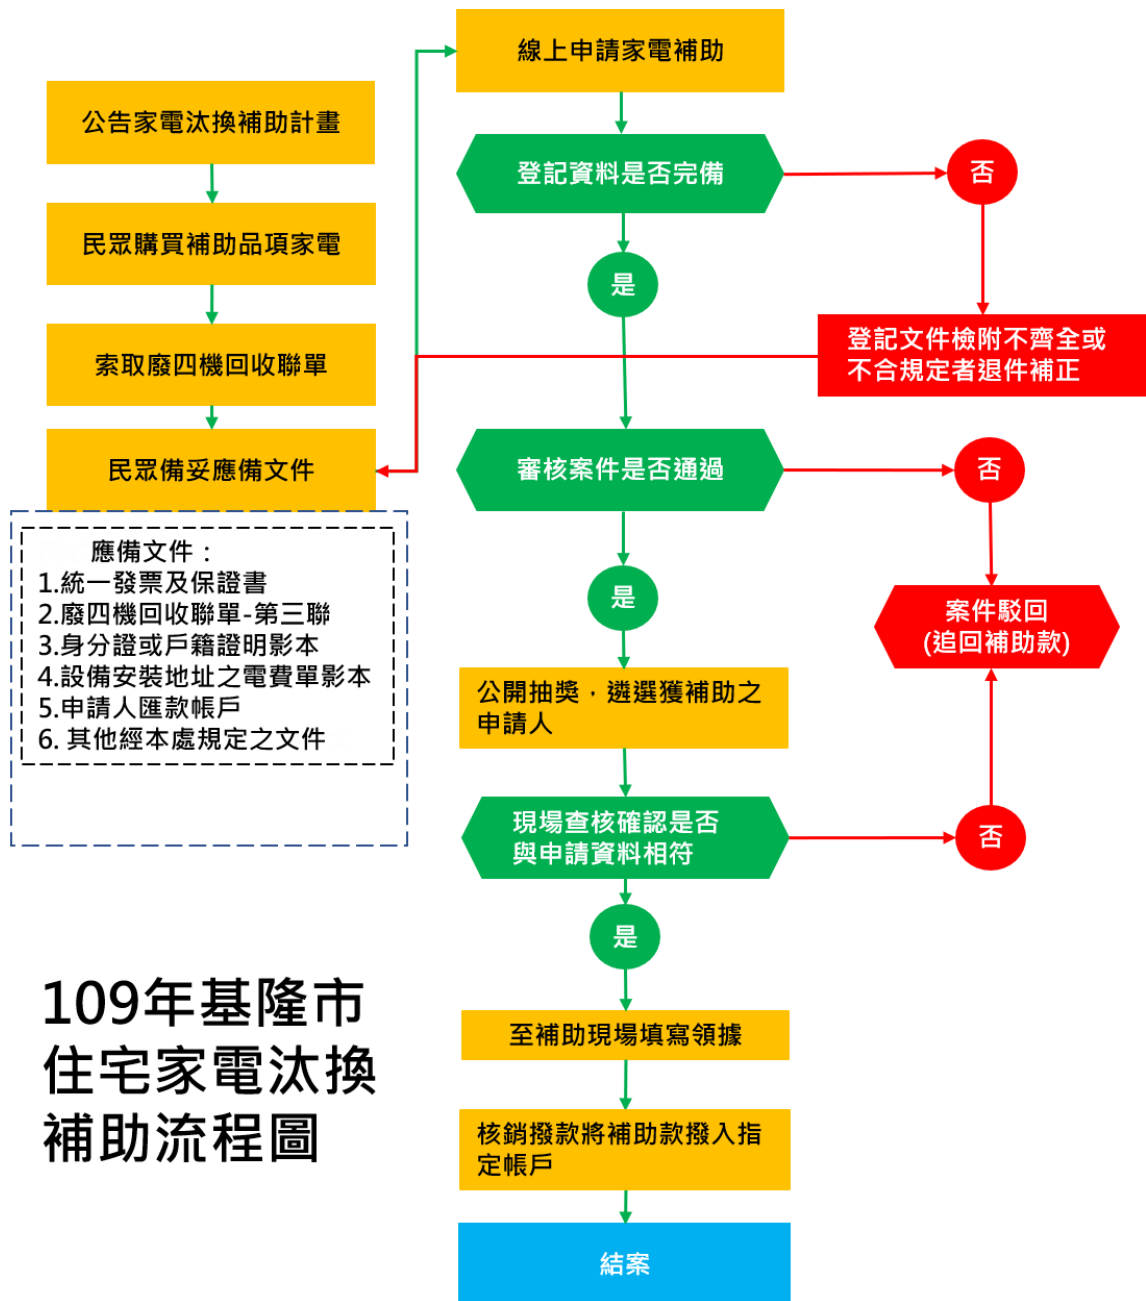 公告家電汰換補助計畫
民眾購買補助品項家電
索取廢四機回收聯單
民眾備妥應備文件
應備文件：
1.統一發票及保證書
2.廢四機回收聯單-第三聯
3.身分證或戶籍證明影本
4.設備安裝地址之電費單影本
5.申請人匯款帳戶
6. 其他經本處規定之文件
線上申請家電補助
登記資料是否完備
否
是
登記文件檢附不齊全或
不合規定者退件補正
審核案件是否通過
否
是
案件駁回
(追回補助款)
公開抽獎，遴選獲補助之
申請人
現場查核確認是否
與申請資料相符
否
是
至補助現場填寫領據
核銷撥款將補助款撥入指
定帳戶
結案
109年基隆市
住宅家電汰換
補助流程圖